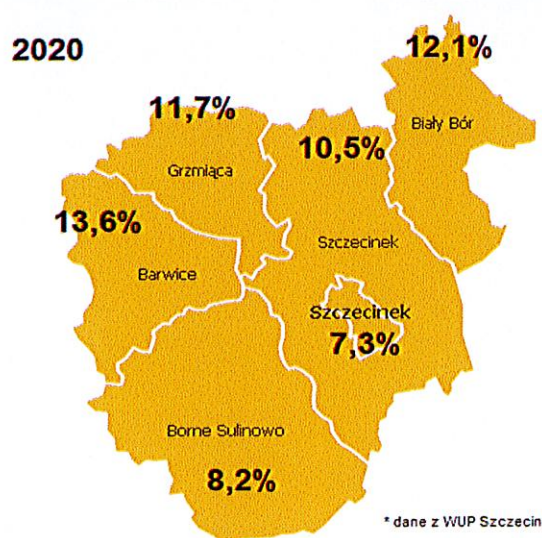 2020
12,1%
Biały Bór
11,7%
Grzmiąca
10,5%
Szczecinek
13,6%
Barwice
Szczecinek
7,3%
Borne Sulinowo
8,2%
* dane z WUP Szczecin